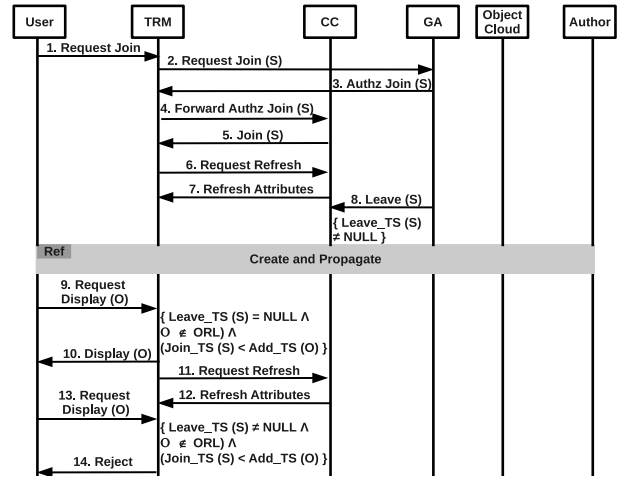 User
TRM
CC
GA
Object
Cloud
Author
1. Request Join
2. Request Join (S)
3. Authz Join (S)
4. Forward Authz Join (S)
5. Join (S)
6. Request Refresh
7. Refresh Attributes
8. Leave (S)
{ Leave_TS (S)
≠ NULL }
Ref
Create and Propagate
9. Request
Display (O)
{ Leave_TS (S) = NULL Λ
O ∉ ORL) Λ
(Join_TS (S) < Add_TS (O) }
10. Display (O)
11. Request Refresh
12. Refresh Attributes
13. Request
Display (O)
{ Leave_TS (S) ≠ NULL Λ
O ∉ ORL) Λ
(Join_TS (S) < Add_TS (O) }
14. Reject